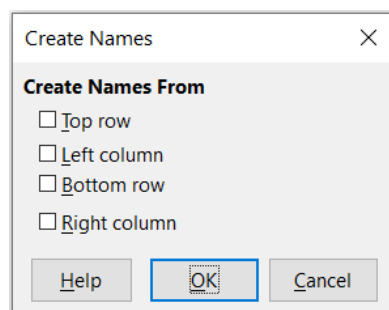 Create Names
Create Names From
Top row
Left column
Bottom row
Right column
Help OK Cancel